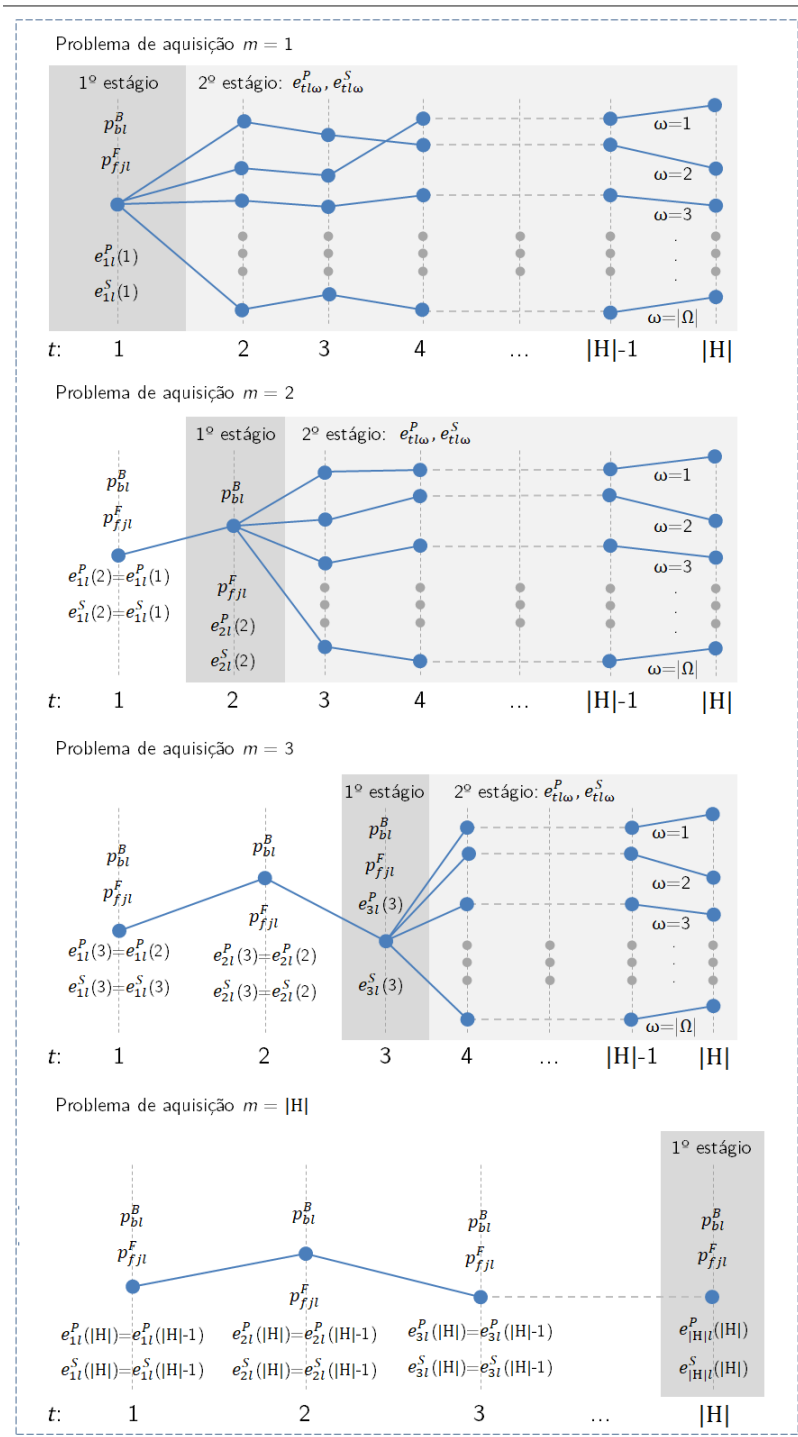 Problema de aquisição m = 1
1º estágio 2º estágio: e^P_{tlω}, e^S_{tlω}
p^B_{bl}
p^F_{fjl}
e^P_{1l}(1)
e^S_{1l}(1)
ω=1
ω=2
ω=3
ω=|Ω|
t: 1 2 3 4 ... |H|-1 |H|
Problema de aquisição m = 2
1º estágio 2º estágio: e^P_{tlω}, e^S_{tlω}
p^B_{bl}
p^F_{fjl}
e^P_{1l}(2)=e^P_{1l}(1)
e^S_{1l}(2)=e^S_{1l}(1)
p^B_{bl}
p^F_{fjl}
e^P_{2l}(2)
e^S_{2l}(2)
ω=1
ω=2
ω=3
ω=|Ω|
t: 1 2 3 4 ... |H|-1 |H|
Problema de aquisição m = 3
1º estágio 2º estágio: e^P_{tlω}, e^S_{tlω}
p^B_{bl}
p^F_{fjl}
e^P_{1l}(3)=e^P_{1l}(2)
e^S_{1l}(3)=e^S_{1l}(3)
p^B_{bl}
p^F_{fjl}
e^P_{2l}(3)=e^P_{2l}(2)
e^S_{2l}(3)=e^S_{2l}(2)
p^B_{bl}
p^F_{fjl}
e^P_{3l}(3)
e^S_{3l}(3)
ω=1
ω=2
ω=3
ω=|Ω|
t: 1 2 3 4 ... |H|-1 |H|
Problema de aquisição m = |H|
1º estágio
p^B_{bl}
p^F_{fjl}
e^P_{1l}(|H|)=e^P_{1l}(|H|-1)
e^S_{1l}(|H|)=e^S_{1l}(|H|-1)
p^B_{bl}
p^F_{fjl}
e^P_{2l}(|H|)=e^P_{2l}(|H|-1)
e^S_{2l}(|H|)=e^S_{2l}(|H|-1)
p^B_{bl}
p^F_{fjl}
e^P_{3l}(|H|)=e^P_{3l}(|H|-1)
e^S_{3l}(|H|)=e^S_{3l}(|H|-1)
p^B_{bl}
p^F_{fjl}
e^P_{|H|l}(|H|)
e^S_{|H|l}(|H|)
t: 1 2 3 ... |H|